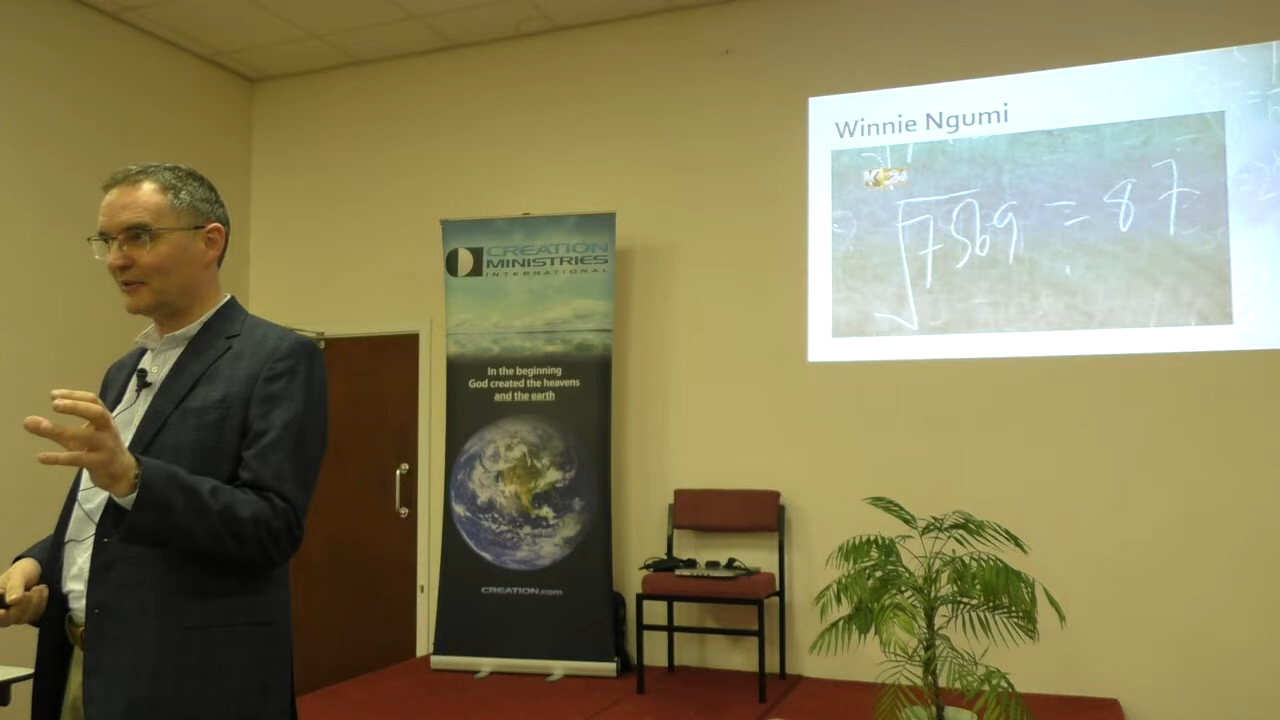 CREATION
MINISTRIES
INTERNATIONAL
In the beginning
God created the heavens
and the earth
CREATION.com
Winnie Ngumi
√7569 = 87